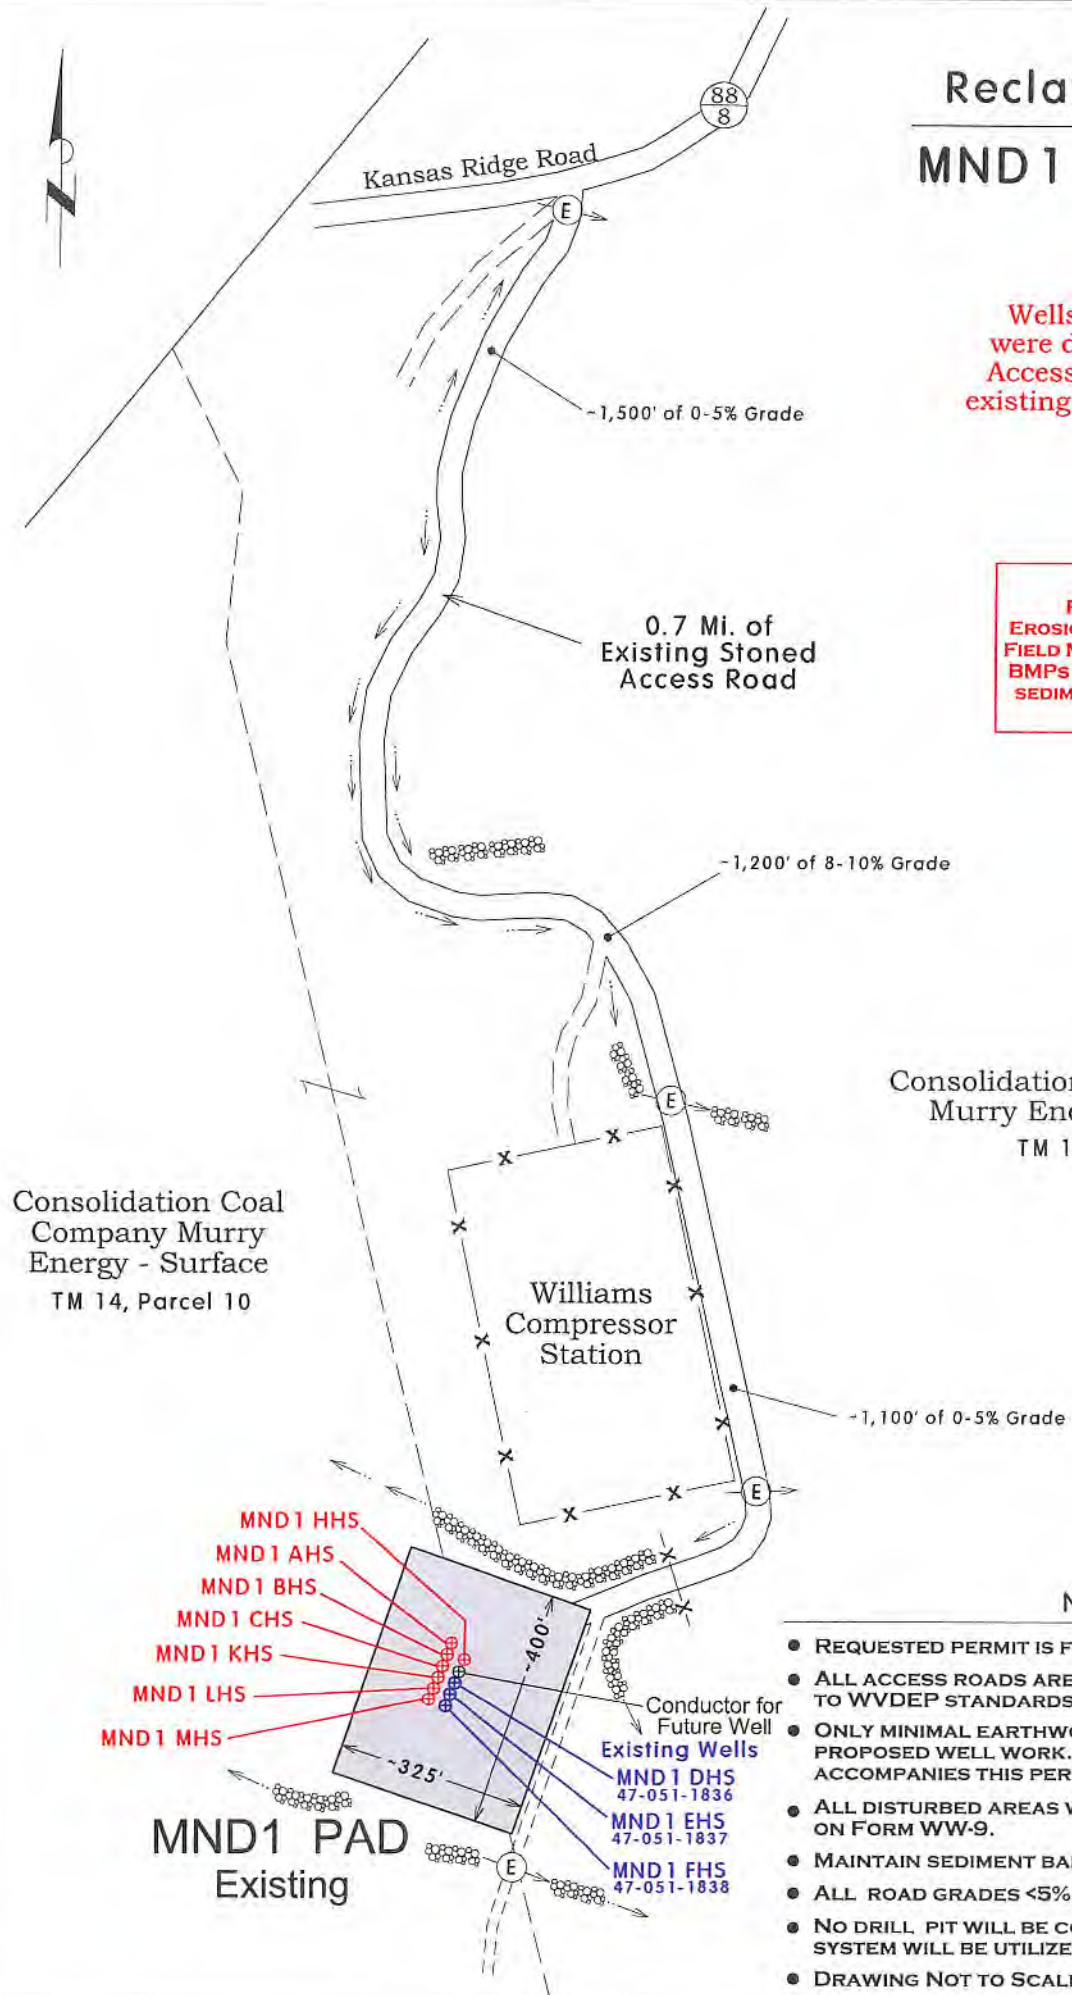 Recla
MND1
88
8
Kansas Ridge Road
E
Wells
were d
Access
existing
~1,500' of 0-5% Grade
0.7 Mi. of
Existing Stoned
Access Road
EROSI
FIELD
BMPs
SEDIM
~1,200' of 8-10% Grade
E
Consolidation
Murry Ene
TM 1
Consolidation Coal
Company Murry
Energy - Surface
TM 14, Parcel 10
Williams
Compressor
Station
~1,100' of 0-5% Grade
E
MND1 HHS
MND1 AHS
MND1 BHS
MND1 CHS
MND1 KHS
MND1 LHS
MND1 MHS
~400'
~325'
Conductor for
Future Well
Existing Wells
MND1 DHS
47-051-1836
MND1 EHS
47-051-1837
MND1 FHS
47-051-1838
MND1 PAD
Existing
E
N
● REQUESTED PERMIT IS F
● ALL ACCESS ROADS ARE
TO WVDEP STANDARDS
● ONLY MINIMAL EARTHWO
PROPOSED WELL WORK.
ACCOMPANIES THIS PER
● ALL DISTURBED AREAS W
ON FORM WW-9.
● MAINTAIN SEDIMENT BA
● ALL ROAD GRADES <5%
● NO DRILL PIT WILL BE CO
SYSTEM WILL BE UTILIZE
● DRAWING NOT TO SCAL